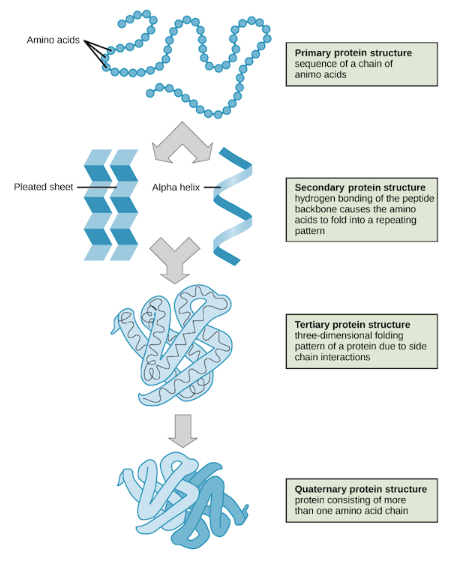 Amino acids
Primary protein structure
sequence of a chain of
animo acids
Pleated sheet
Alpha helix
Secondary protein structure
hydrogen bonding of the peptide
backbone causes the amino
acids to fold into a repeating
pattern
Tertiary protein structure
three-dimensional folding
pattern of a protein due to side
chain interactions
Quaternary protein structure
protein consisting of more
than one amino acid chain